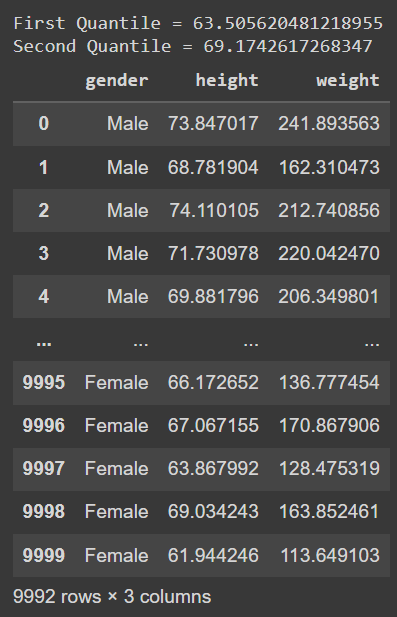 First Quantile = 63.505620481218955
Second Quantile = 69.1742617268347
gender height weight
0 Male 73.847017 241.893563
1 Male 68.781904 162.310473
2 Male 74.110105 212.740856
3 Male 71.730978 220.042470
4 Male 69.881796 206.349801
... ... ... ...
9995 Female 66.172652 136.777454
9996 Female 67.067155 170.867906
9997 Female 63.867992 128.475319
9998 Female 69.034243 163.852461
9999 Female 61.944246 113.649103
9992 rows × 3 columns